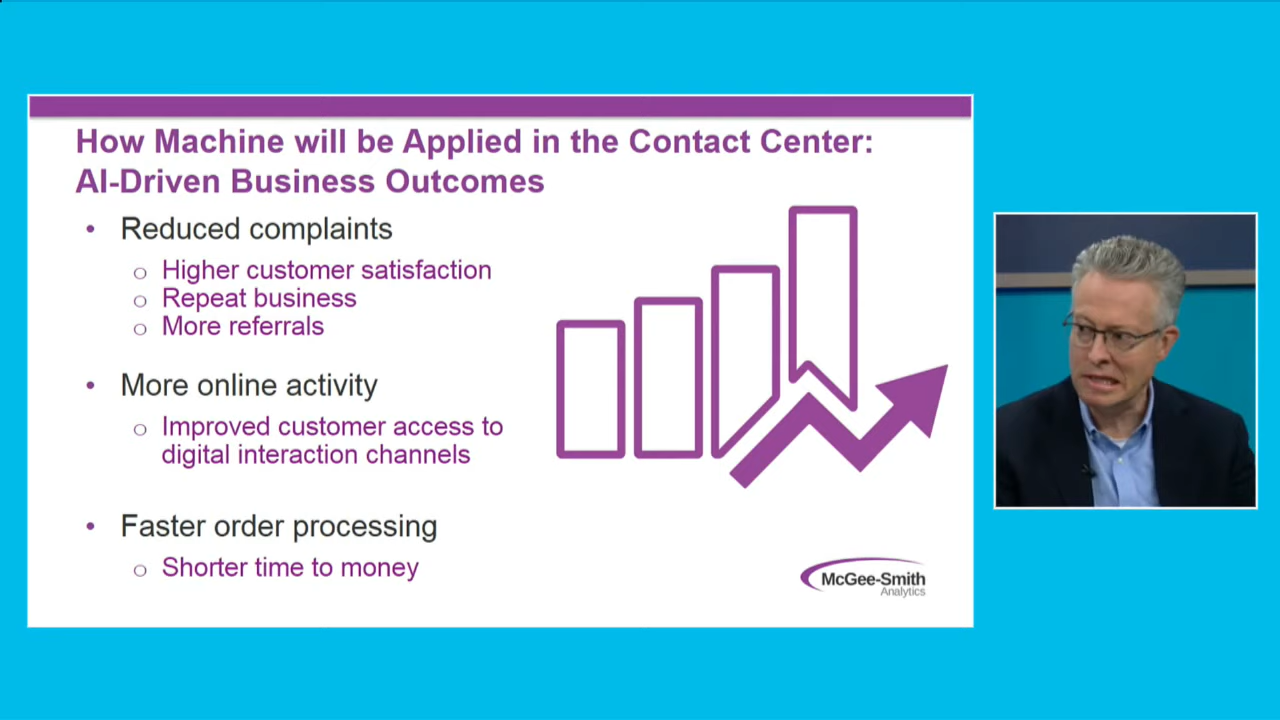 How Machine will be Applied in the Contact Center:
AI-Driven Business Outcomes
• Reduced complaints
o Higher customer satisfaction
o Repeat business
o More referrals
• More online activity
o Improved customer access to
digital interaction channels
• Faster order processing
o Shorter time to money
McGee-Smith
Analytics